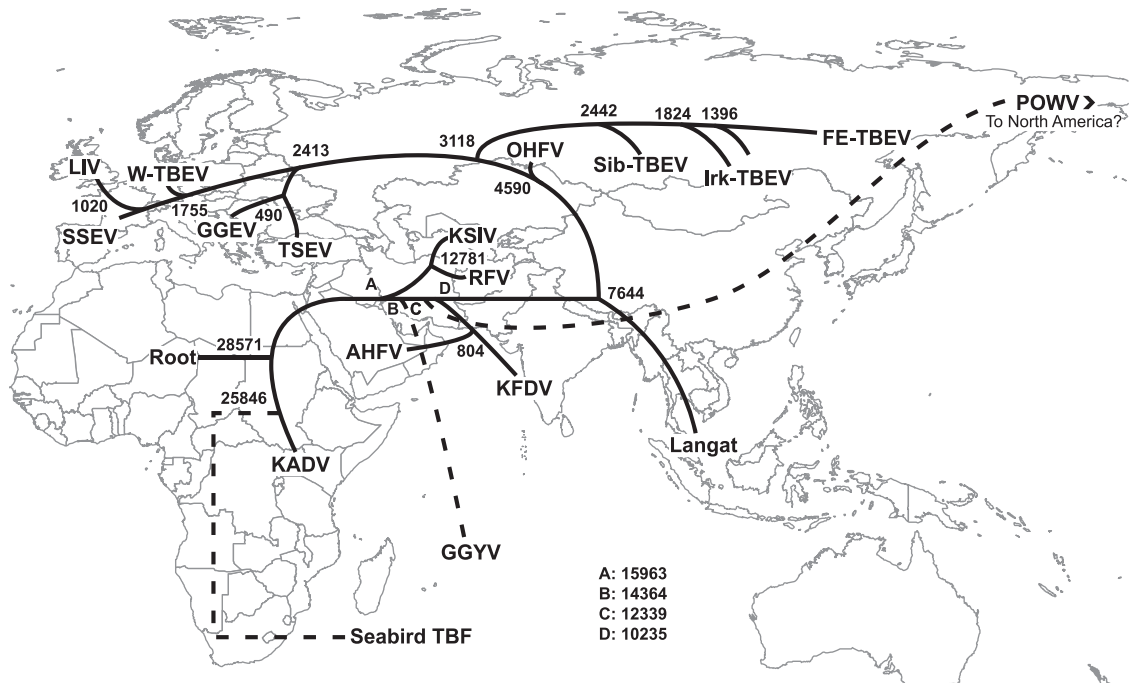 POWV
To North America?
2442
1824
1396
FE-TBEV
3118
OHFV
2413
Sib-TBEV
LIV
W-TBEV
Irk-TBEV
4590
1020
1755
490
GGEV
SSEV
TSEV
KSIV
12781
RFV
A
D
7644
B
C
28571
Root
AHFV
804
KFDV
25846
Langat
KADV
GGYV
A: 15963
B: 14364
C: 12339
D: 10235
Seabird TBF